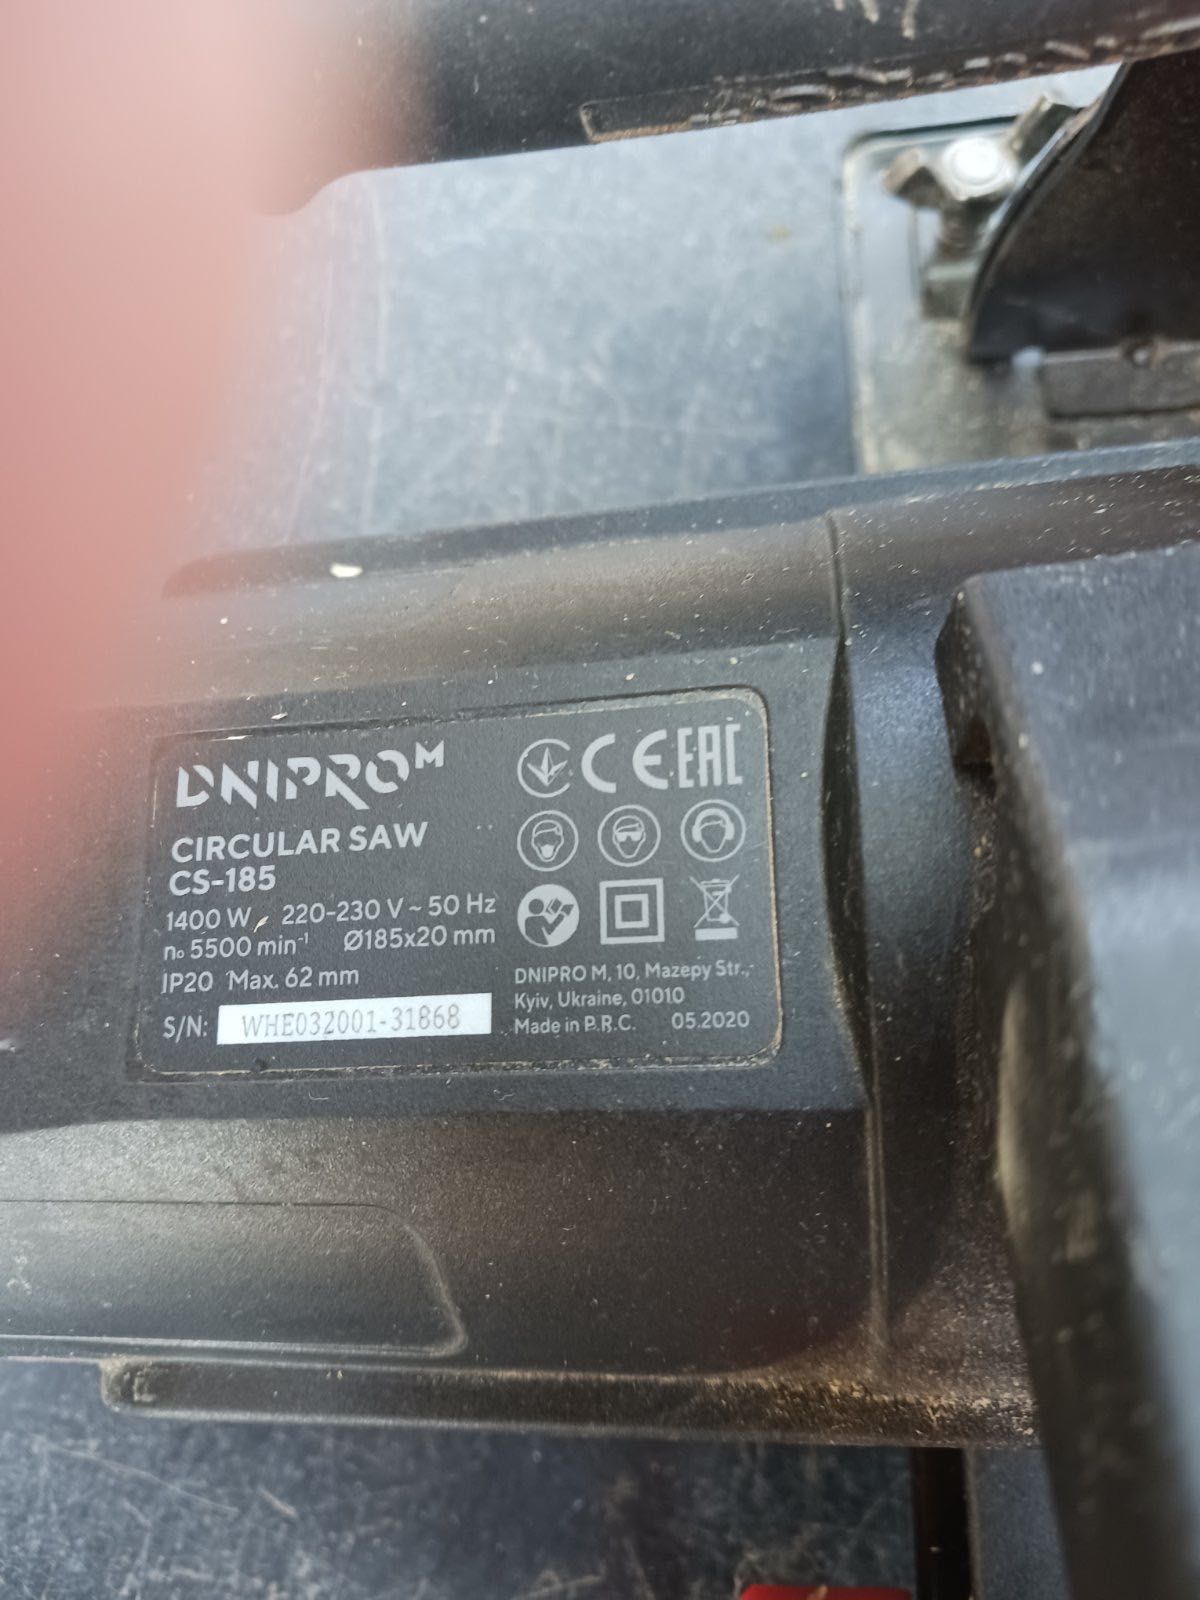 DNIPRO M
CE EAC
CIRCULAR SAW
CS-185
1400 W, 220-230 V ~ 50 Hz
n₀ 5500 min⁻¹ Ø185x20 mm
IP20 Max. 62 mm
S/N: WHE032001-31868
DNIPRO M, 10, Mazepy Str.,
Kyiv, Ukraine, 01010
Made in P.R.C. 05.2020